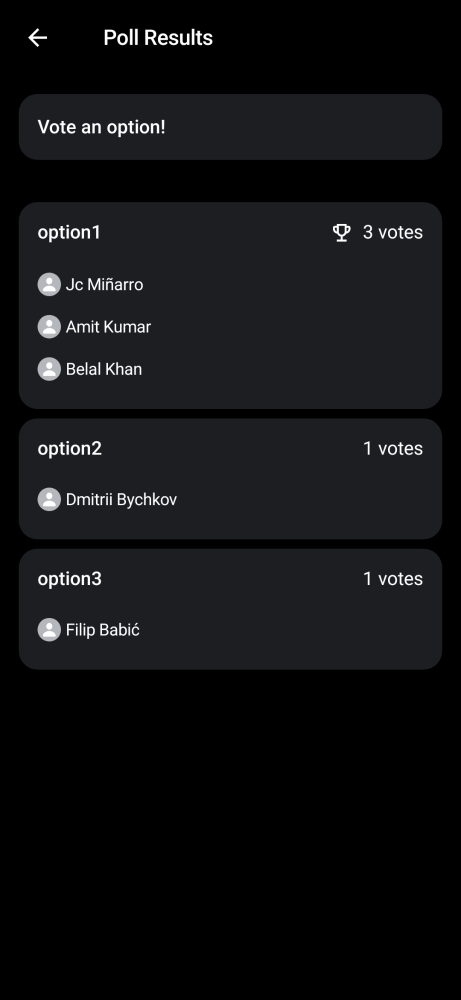 Poll Results
Vote an option!
option1 3 votes
Jc Miñarro
Amit Kumar
Belal Khan
option2 1 votes
Dmitrii Bychkov
option3 1 votes
Filip Babić